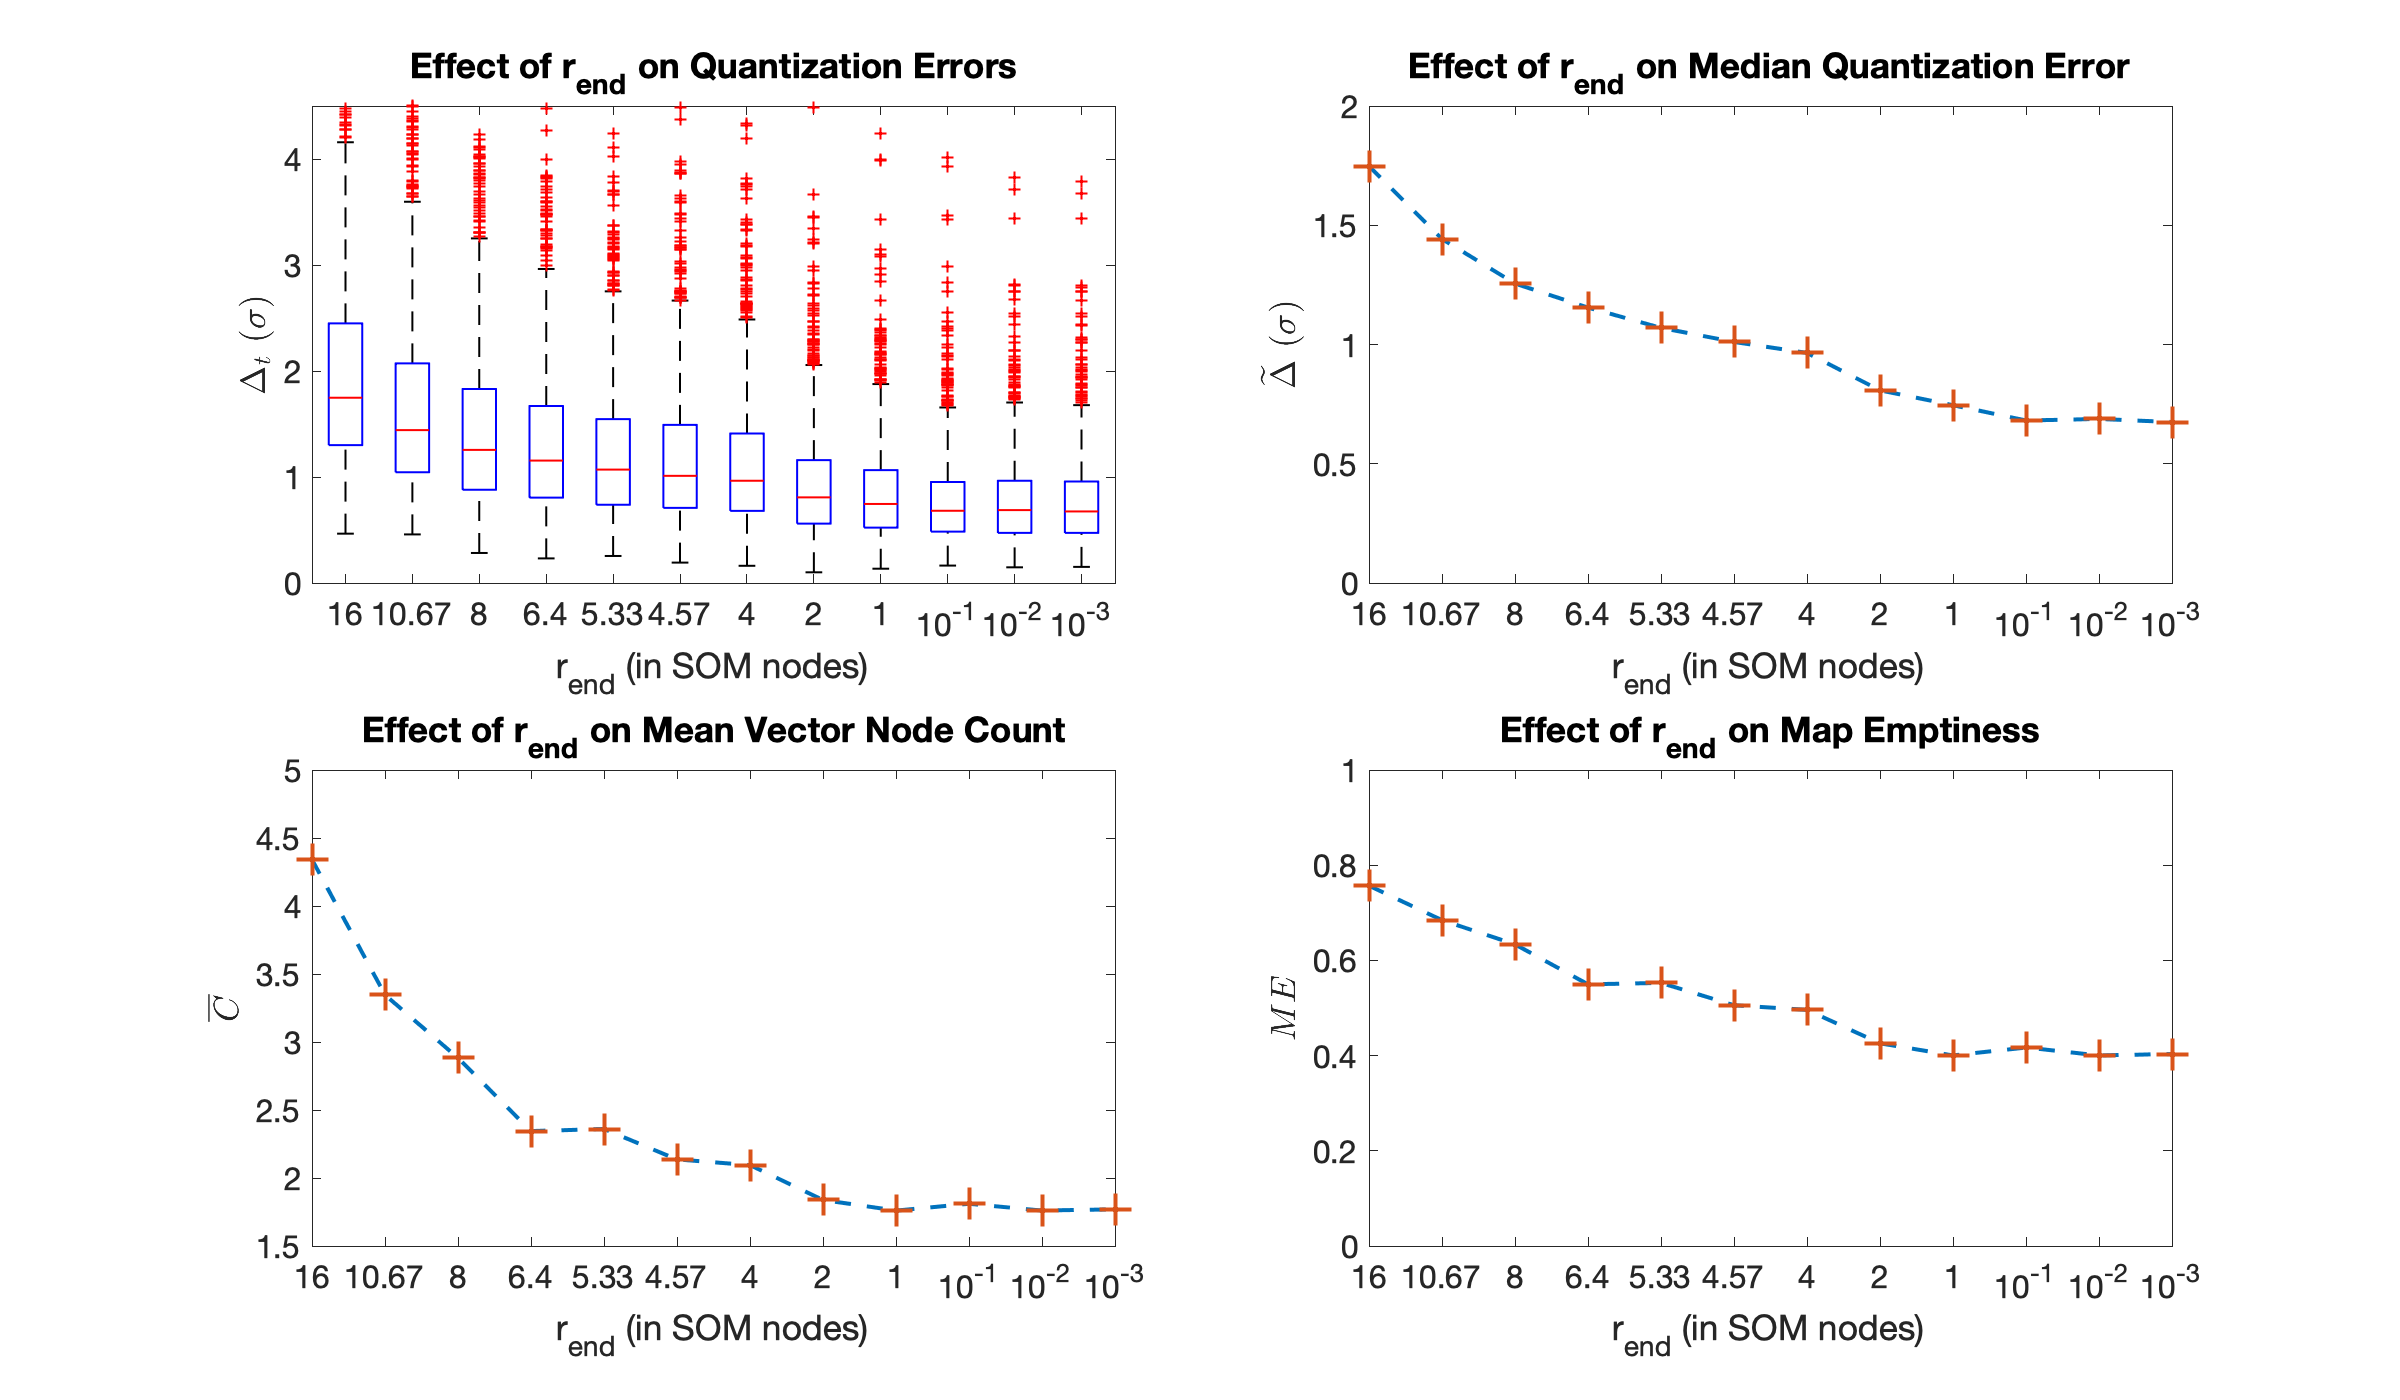 Effect of r_end on Quantization Errors
4
3
2
1
0
Δ_t (σ)
16 10.67 8 6.4 5.33 4.57 4 2 1 10^-1 10^-2 10^-3
r_end (in SOM nodes)
Effect of r_end on Median Quantization Error
2
1.5
1
0.5
0
Δ̃ (σ)
16 10.67 8 6.4 5.33 4.57 4 2 1 10^-1 10^-2 10^-3
r_end (in SOM nodes)
Effect of r_end on Mean Vector Node Count
5
4.5
4
3.5
3
2.5
2
1.5
C̅
16 10.67 8 6.4 5.33 4.57 4 2 1 10^-1 10^-2 10^-3
r_end (in SOM nodes)
Effect of r_end on Map Emptiness
1
0.8
0.6
0.4
0.2
0
ME
16 10.67 8 6.4 5.33 4.57 4 2 1 10^-1 10^-2 10^-3
r_end (in SOM nodes)